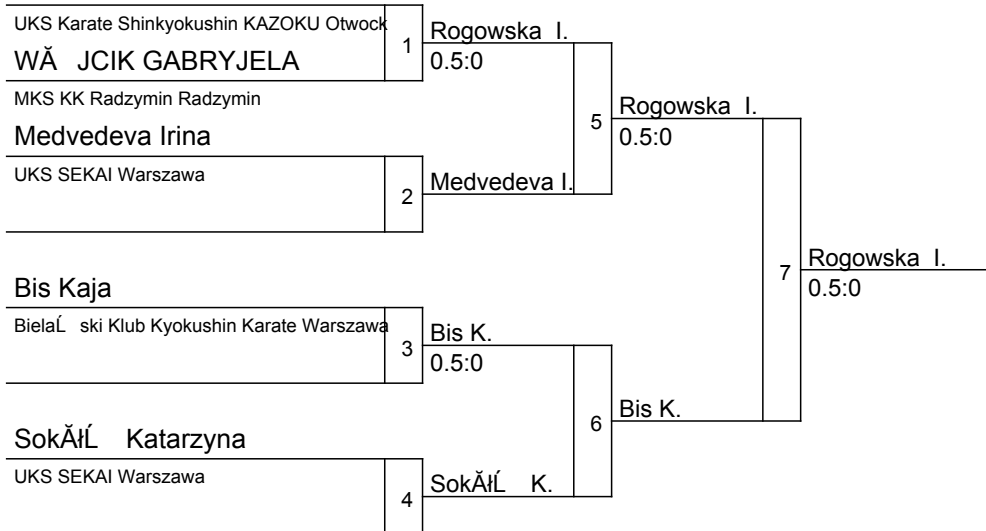 UKS Karate Shinkyokushin KAZOKU Otwock
1
Rogowska I.
0.5:0
WĂ JCIK GABRYJELA
MKS KK Radzymin Radzymin
5
Rogowska I.
0.5:0
Medvedeva Irina
UKS SEKAI Warszawa
2
Medvedeva I.
7
Rogowska I.
0.5:0
Bis Kaja
BielaĹ ski Klub Kyokushin Karate Warszawa
3
Bis K.
0.5:0
6
Bis K.
SokĂłĹ Katarzyna
UKS SEKAI Warszawa
4
SokĂłĹ K.